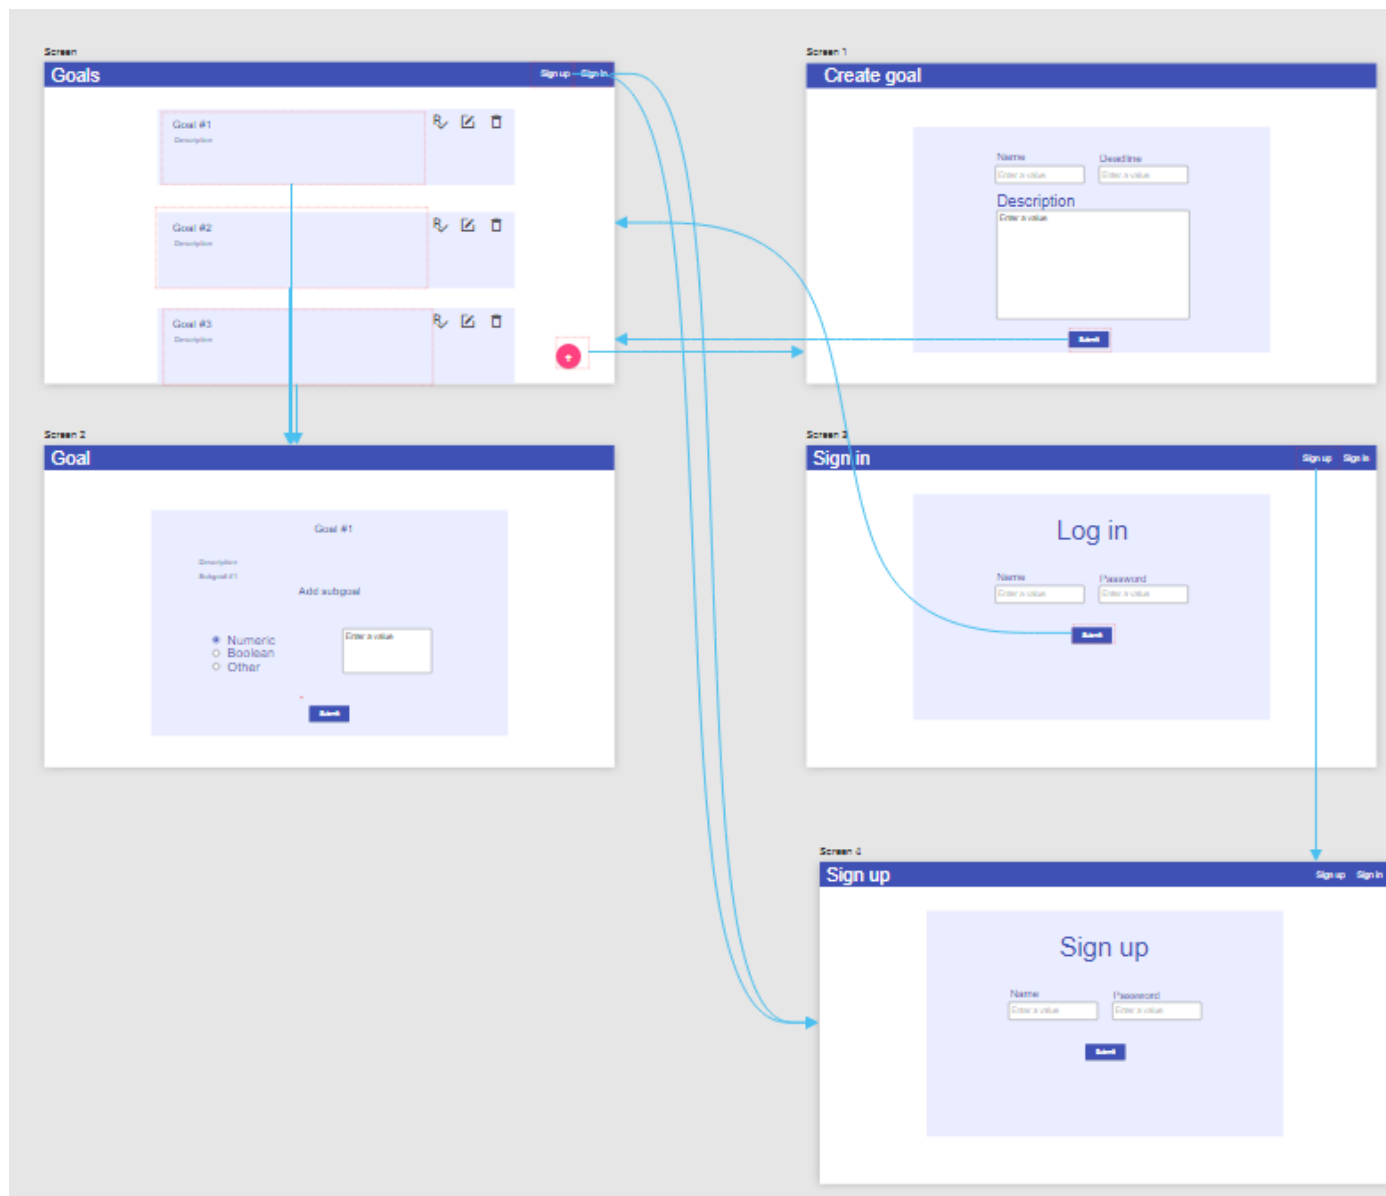 Screen
Goals
Sign up Sign in
Goal #1
Description
Goal #2
Description
Goal #3
Description
Screen 1
Create goal
Name Deadline
Enter a value Enter a value
Description
Enter a value
Submit
Screen 2
Goal
Goal #1
Description
Subgoal #1
Add subgoal
Numeric
Boolean
Other
Enter a value
Submit
Screen 3
Sign in
Sign up Sign in
Log in
Name Password
Enter a value Enter a value
Submit
Screen 4
Sign up
Sign up Sign in
Sign up
Name Password
Enter a value Enter a value
Submit